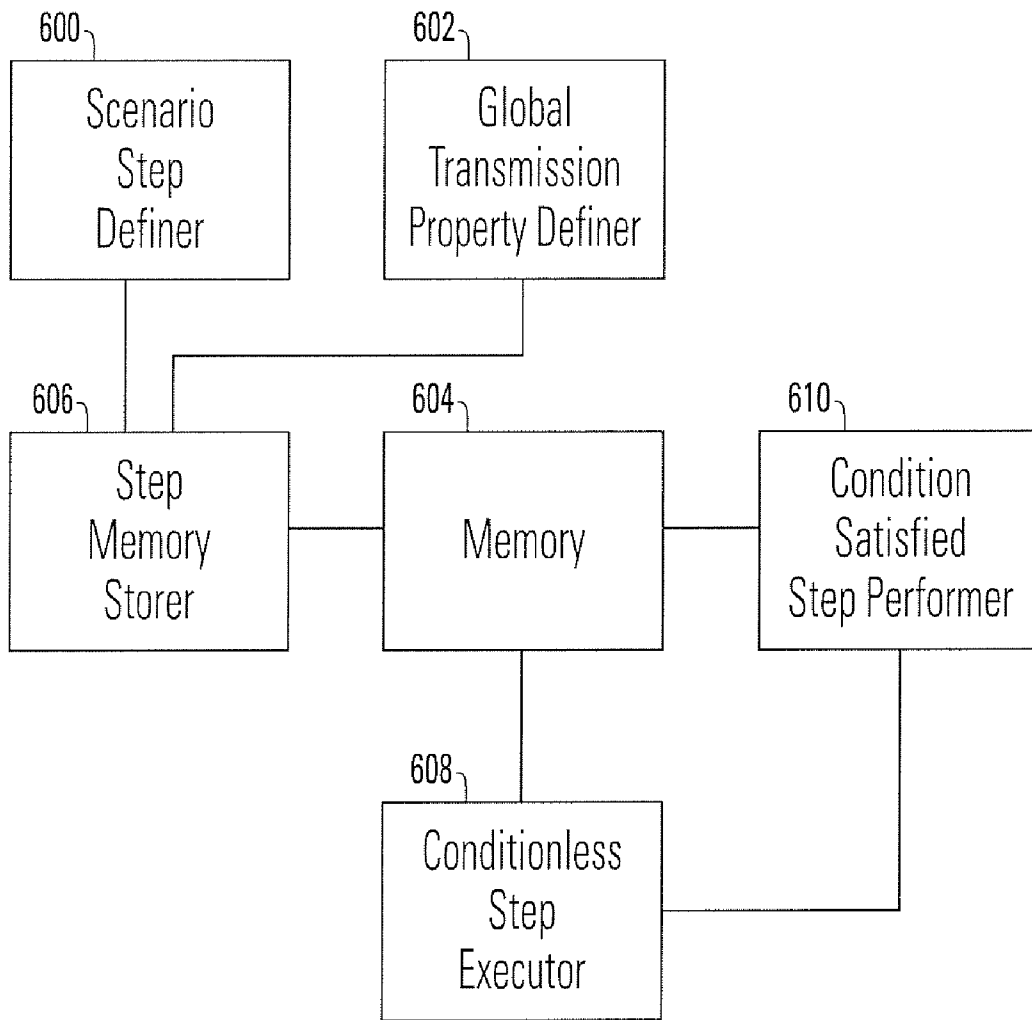 600
Scenario
Step
Definer
602
Global
Transmission
Property Definer
606
Step
Memory
Storer
604
Memory
610
Condition
Satisfied
Step Performer
608
Conditionless
Step
Executor